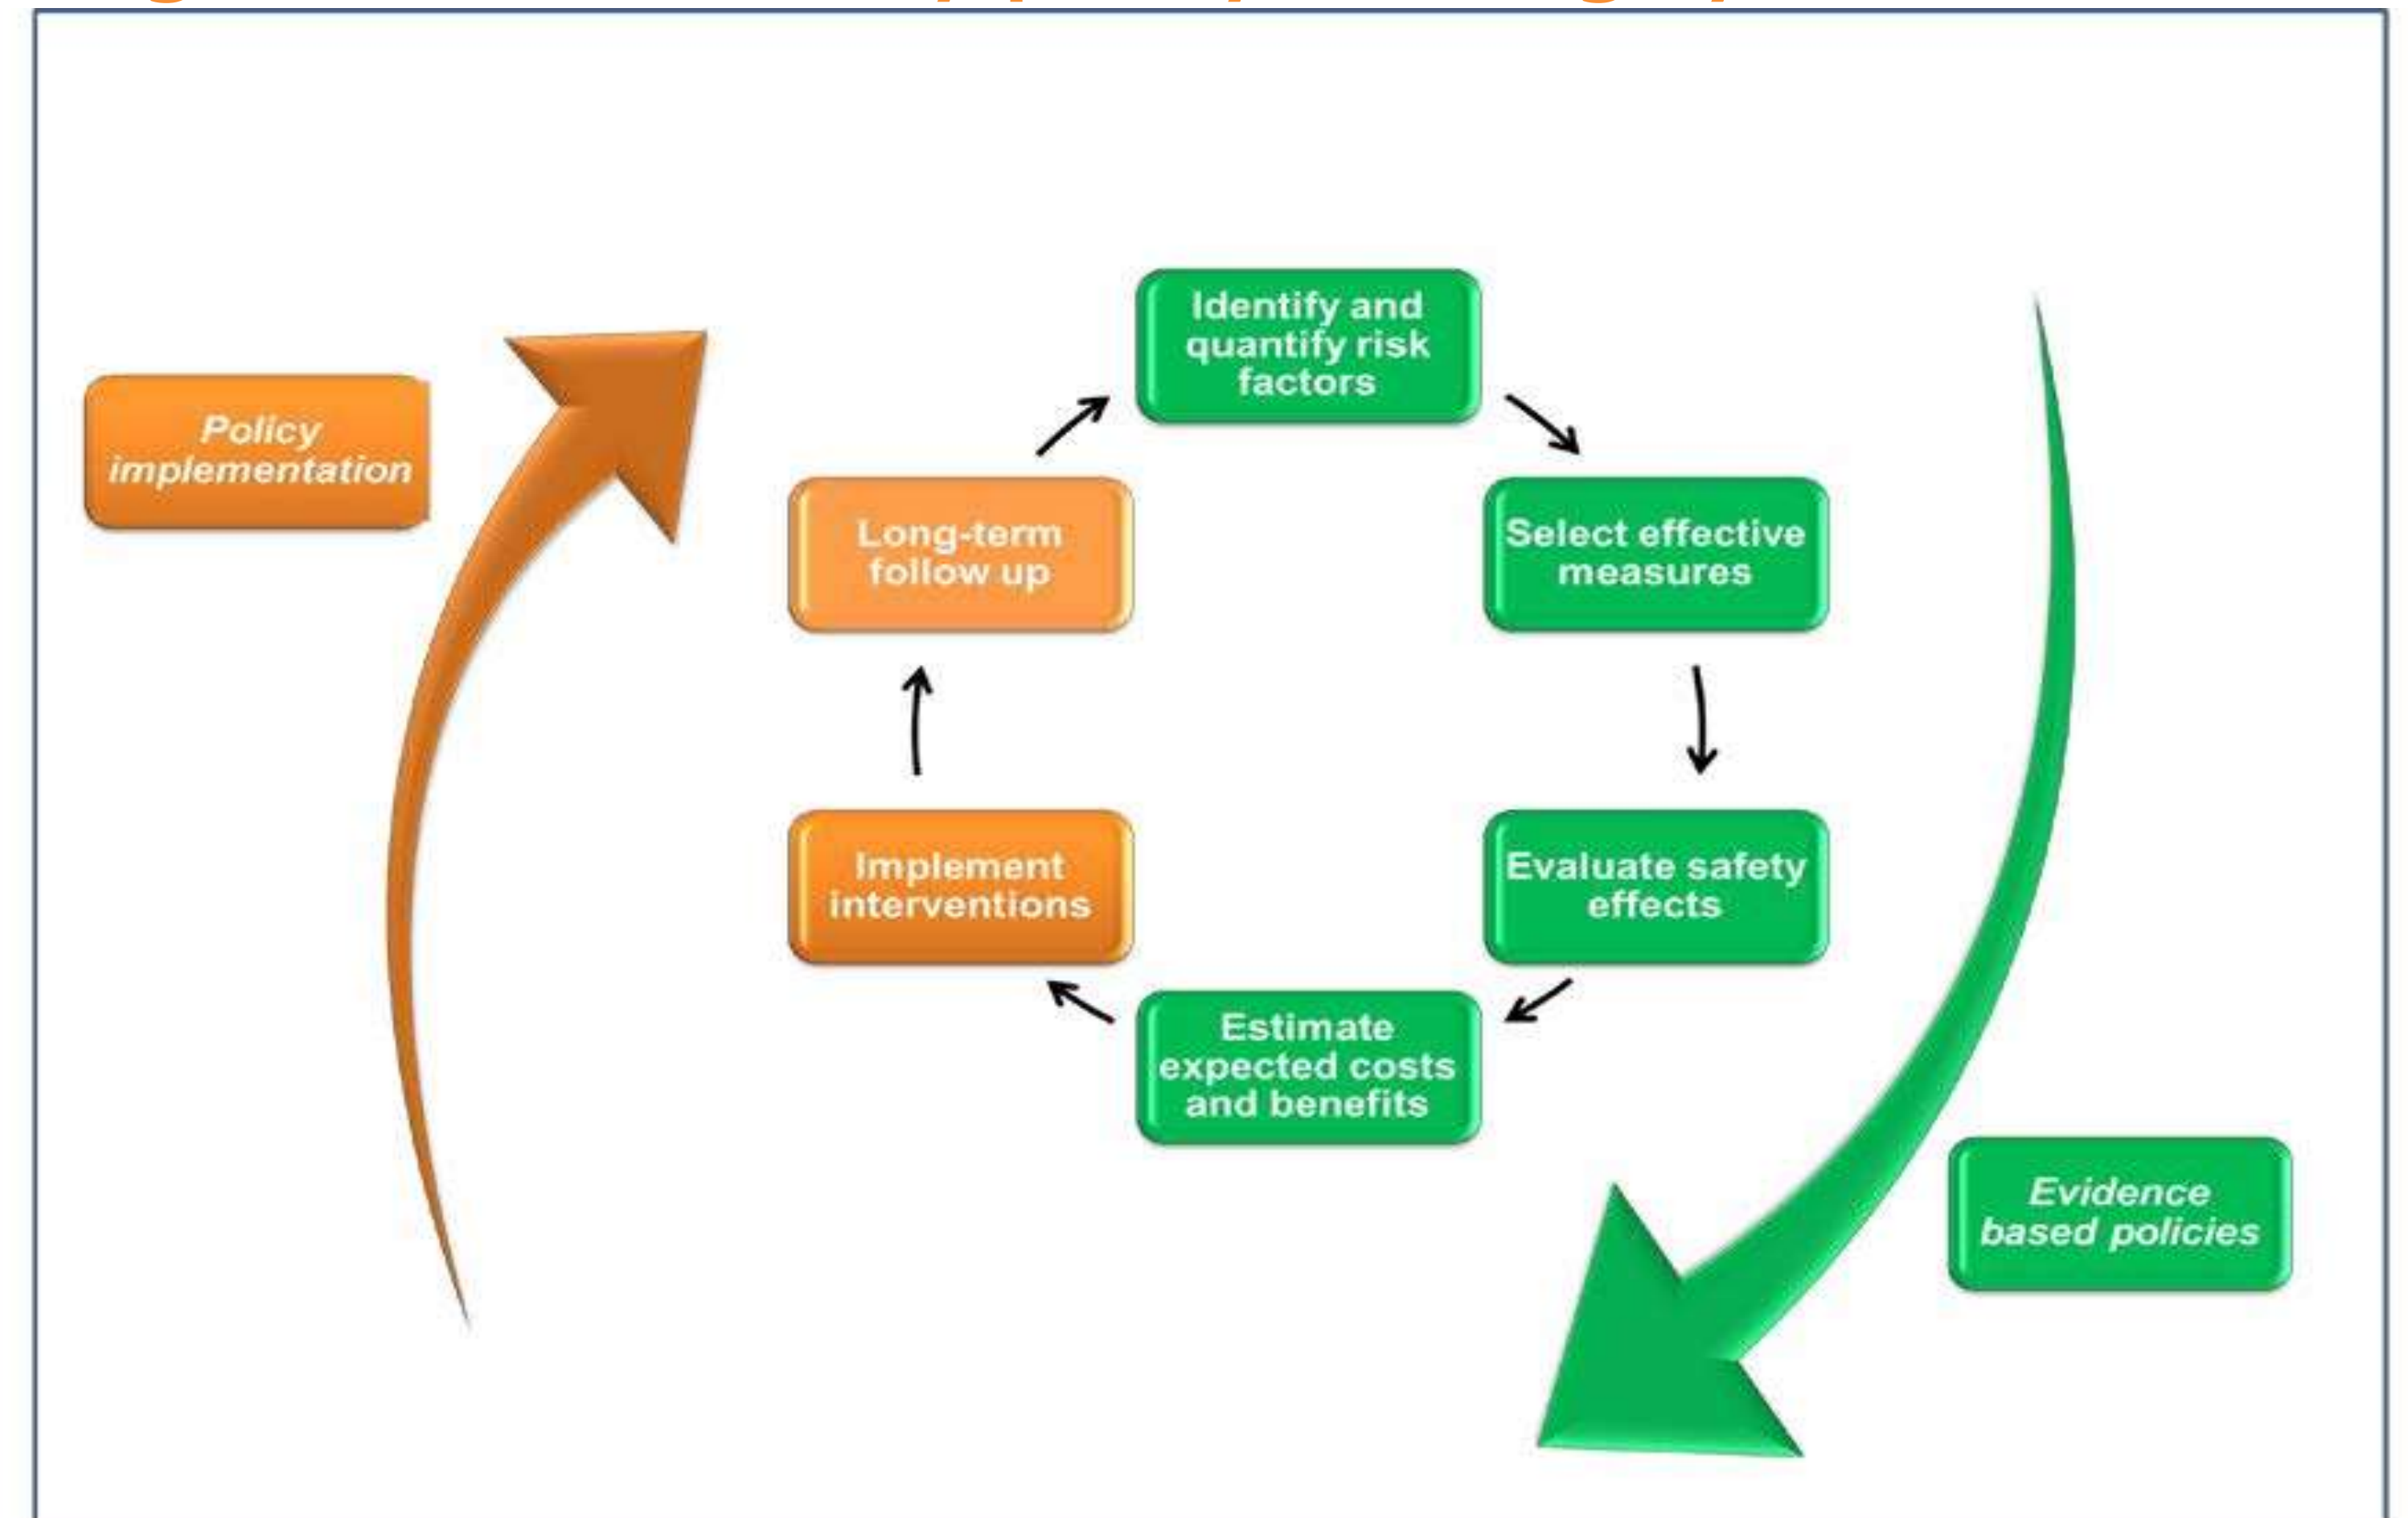 Identify and
quantify risk
factors
Policy
implementation
Long-term
follow up
Select effective
measures
Implement
interventions
Evaluate safety
effects
Estimate
expected costs
and benefits
Evidence
based policies